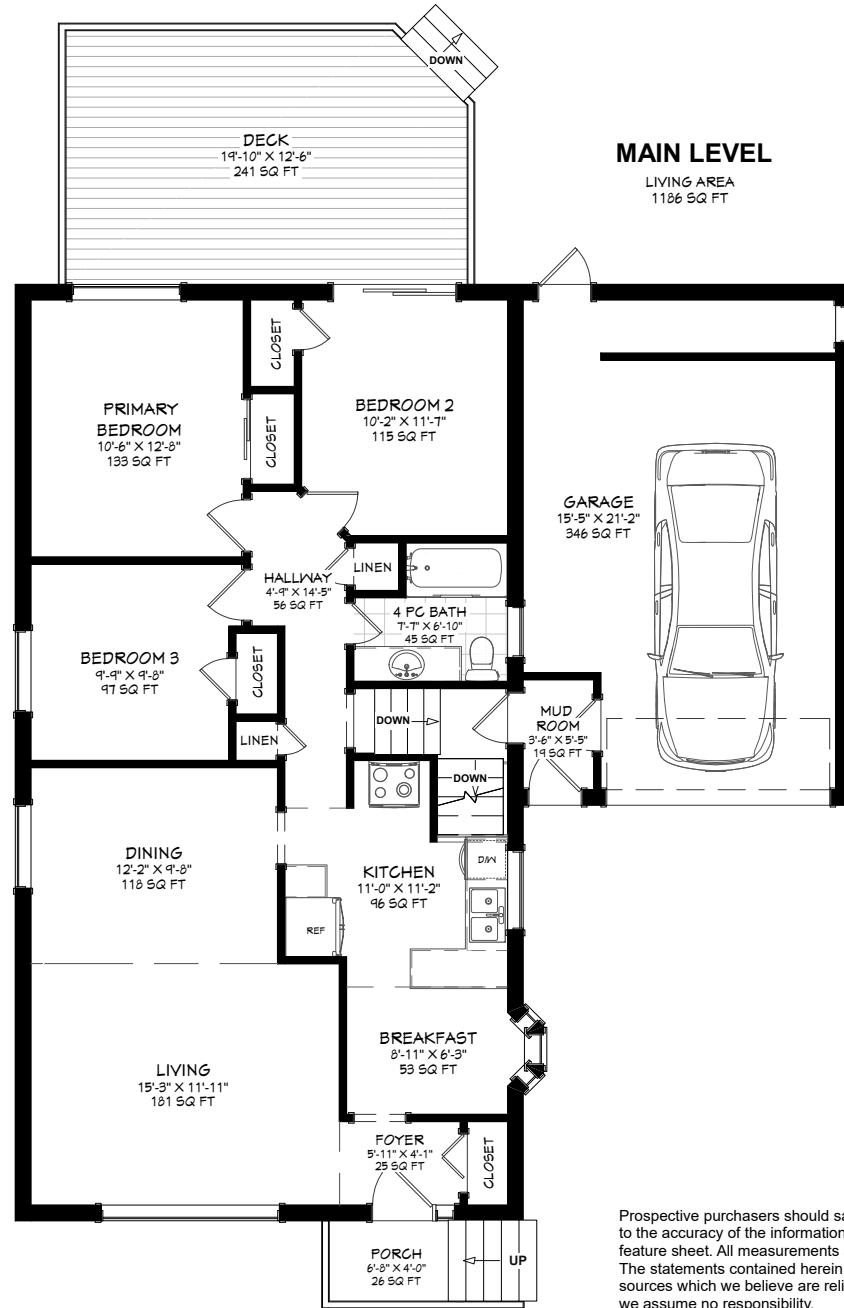 DOWN
DECK
19'-10" X 12'-6"
241 SQ FT
MAIN LEVEL
LIVING AREA
1186 SQ FT
CLOSET
PRIMARY
BEDROOM
10'-6" X 12'-8"
133 SQ FT
CLOSET
BEDROOM 2
10'-2" X 11'-7"
115 SQ FT
GARAGE
15'-5" X 21'-2"
346 SQ FT
HALLWAY
4'-9" X 14'-5"
56 SQ FT
LINEN
4 PC BATH
7'-7" X 6'-10"
45 SQ FT
BEDROOM 3
9'-9" X 9'-8"
97 SQ FT
CLOSET
LINEN
DOWN
MUD
ROOM
3'-6" X 5'-5"
19 SQ FT
DOWN
DINING
12'-2" X 9'-8"
118 SQ FT
KITCHEN
11'-0" X 11'-2"
96 SQ FT
D/W
REF
BREAKFAST
8'-11" X 6'-3"
53 SQ FT
LIVING
15'-3" X 11'-11"
181 SQ FT
FOYER
5'-11" X 4'-1"
25 SQ FT
CLOSET
PORCH
6'-8" X 4'-0"
26 SQ FT
UP
Prospective purchasers should sa
to the accuracy of the information
feature sheet. All measurements
The statements contained herein
sources which we believe are reli
we assume no responsibility.